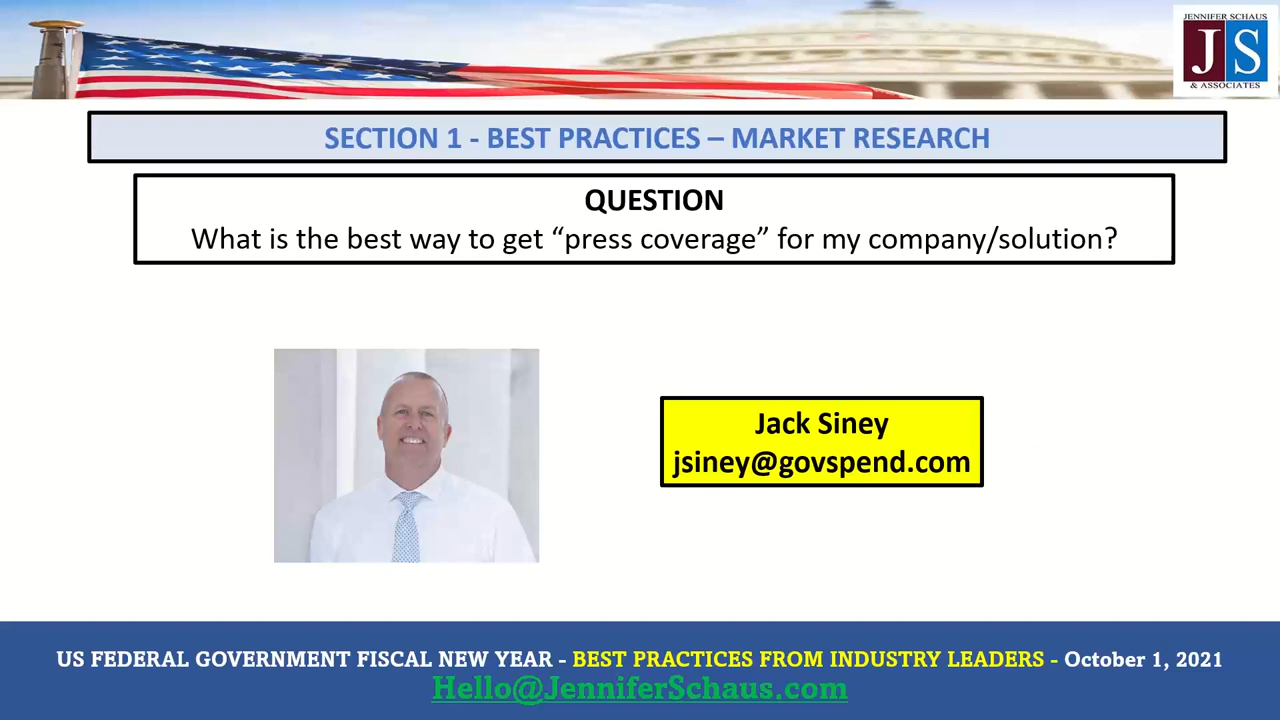 JENNIFER SCHAUS
JS
& ASSOCIATES
SECTION 1 - BEST PRACTICES – MARKET RESEARCH
QUESTION
What is the best way to get “press coverage” for my company/solution?
Jack Siney
jsiney@govspend.com
US FEDERAL GOVERNMENT FISCAL NEW YEAR - BEST PRACTICES FROM INDUSTRY LEADERS - October 1, 2021
Hello@JenniferSchaus.com